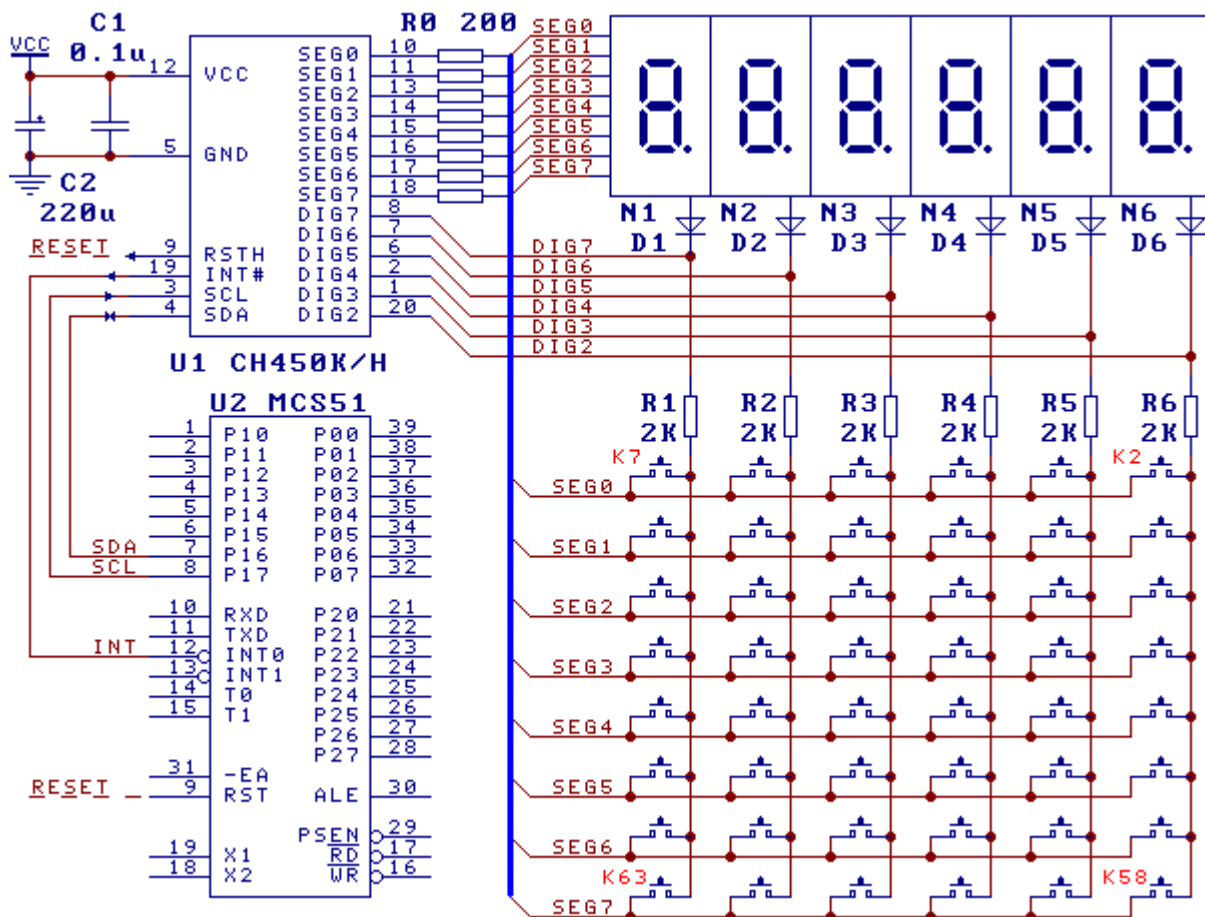 C1
0.1u
VCC
C2
220u
R0 200
12 VCC
5 GND
RESET
9 RSTH
19 INT#
3 SCL
4 SDA
SEG0 10
SEG1 11
SEG2 13
SEG3 14
SEG4 15
SEG5 16
SEG6 17
SEG7 18
DIG7 8
DIG6 7
DIG5 6
DIG4 2
DIG3 1
DIG2 20
U1 CH450K/H
SEG0
SEG1
SEG2
SEG3
SEG4
SEG5
SEG6
SEG7
8.
8.
8.
8.
8.
8.
N1 N2 N3 N4 N5 N6
D1 D2 D3 D4 D5 D6
DIG7
DIG6
DIG5
DIG4
DIG3
DIG2
U2 MCS51
1 P10 P00 39
2 P11 P01 38
3 P12 P02 37
4 P13 P03 36
5 P14 P04 35
6 P15 P05 34
SDA 7 P16 P06 33
SCL 8 P17 P07 32
10 RXD P20 21
11 TXD P21 22
INT 12 INT0 P22 23
13 INT1 P23 24
14 T0 P24 25
15 T1 P25 26
P26 27
P27 28
31 -EA
RESET 9 RST ALE 30
PSEN 29
19 X1 RD 17
18 X2 WR 16
R1 R2 R3 R4 R5 R6
2K 2K 2K 2K 2K 2K
K7 K2
SEG0
SEG1
SEG2
SEG3
SEG4
SEG5
SEG6
K63 K58
SEG7